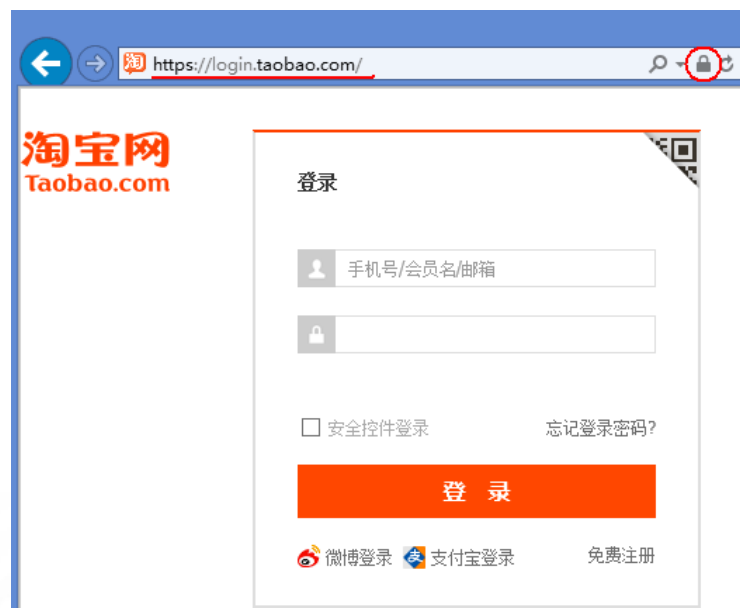 淘 https://login.taobao.com/
淘宝网
Taobao.com
登录
手机号/会员名/邮箱
安全控件登录 忘记登录密码?
登 录
微博登录 支 支付宝登录 免费注册